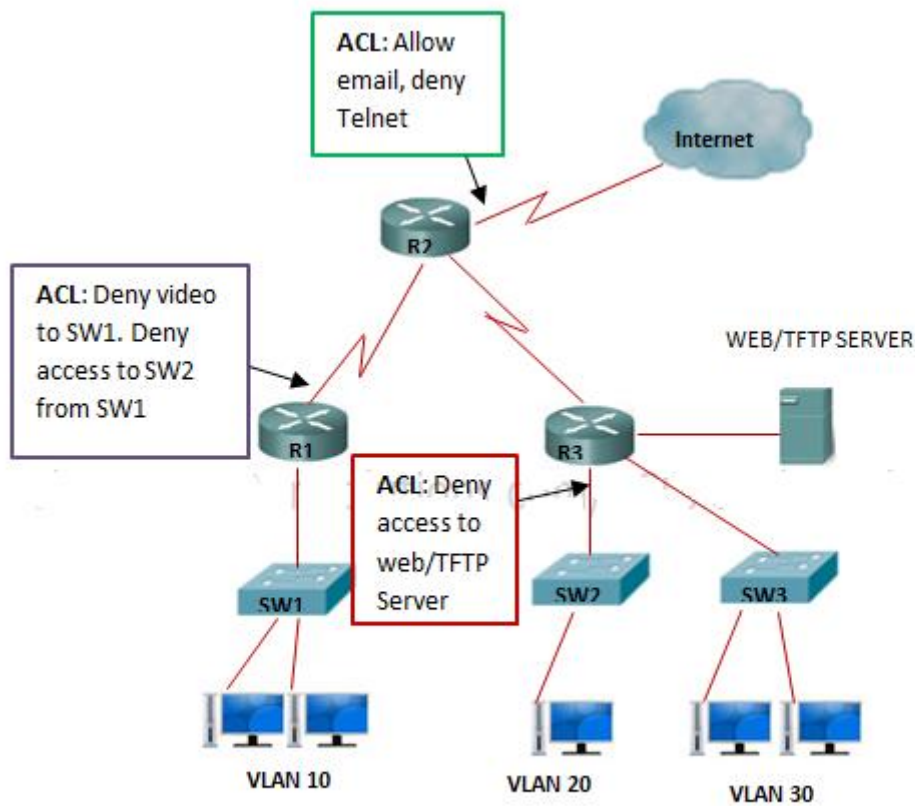 ACL: Allow
email, deny
Telnet
Internet
R2
ACL: Deny video
to SW1. Deny
access to SW2
from SW1
WEB/TFTP SERVER
R1
R3
ACL: Deny
access to
web/TFTP
Server
SW1
SW2
SW3
VLAN 10
VLAN 20
VLAN 30